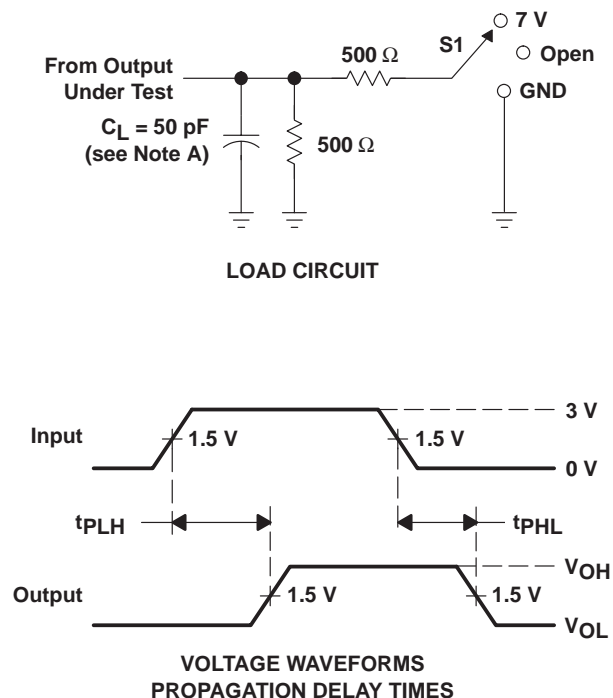 7 V
S1
500 Ω
Open
From Output
Under Test
GND
CL = 50 pF
(see Note A)
500 Ω
LOAD CIRCUIT
3 V
Input
1.5 V
1.5 V
0 V
tPLH
tPHL
VOH
Output
1.5 V
1.5 V
VOL
VOLTAGE WAVEFORMS
PROPAGATION DELAY TIMES